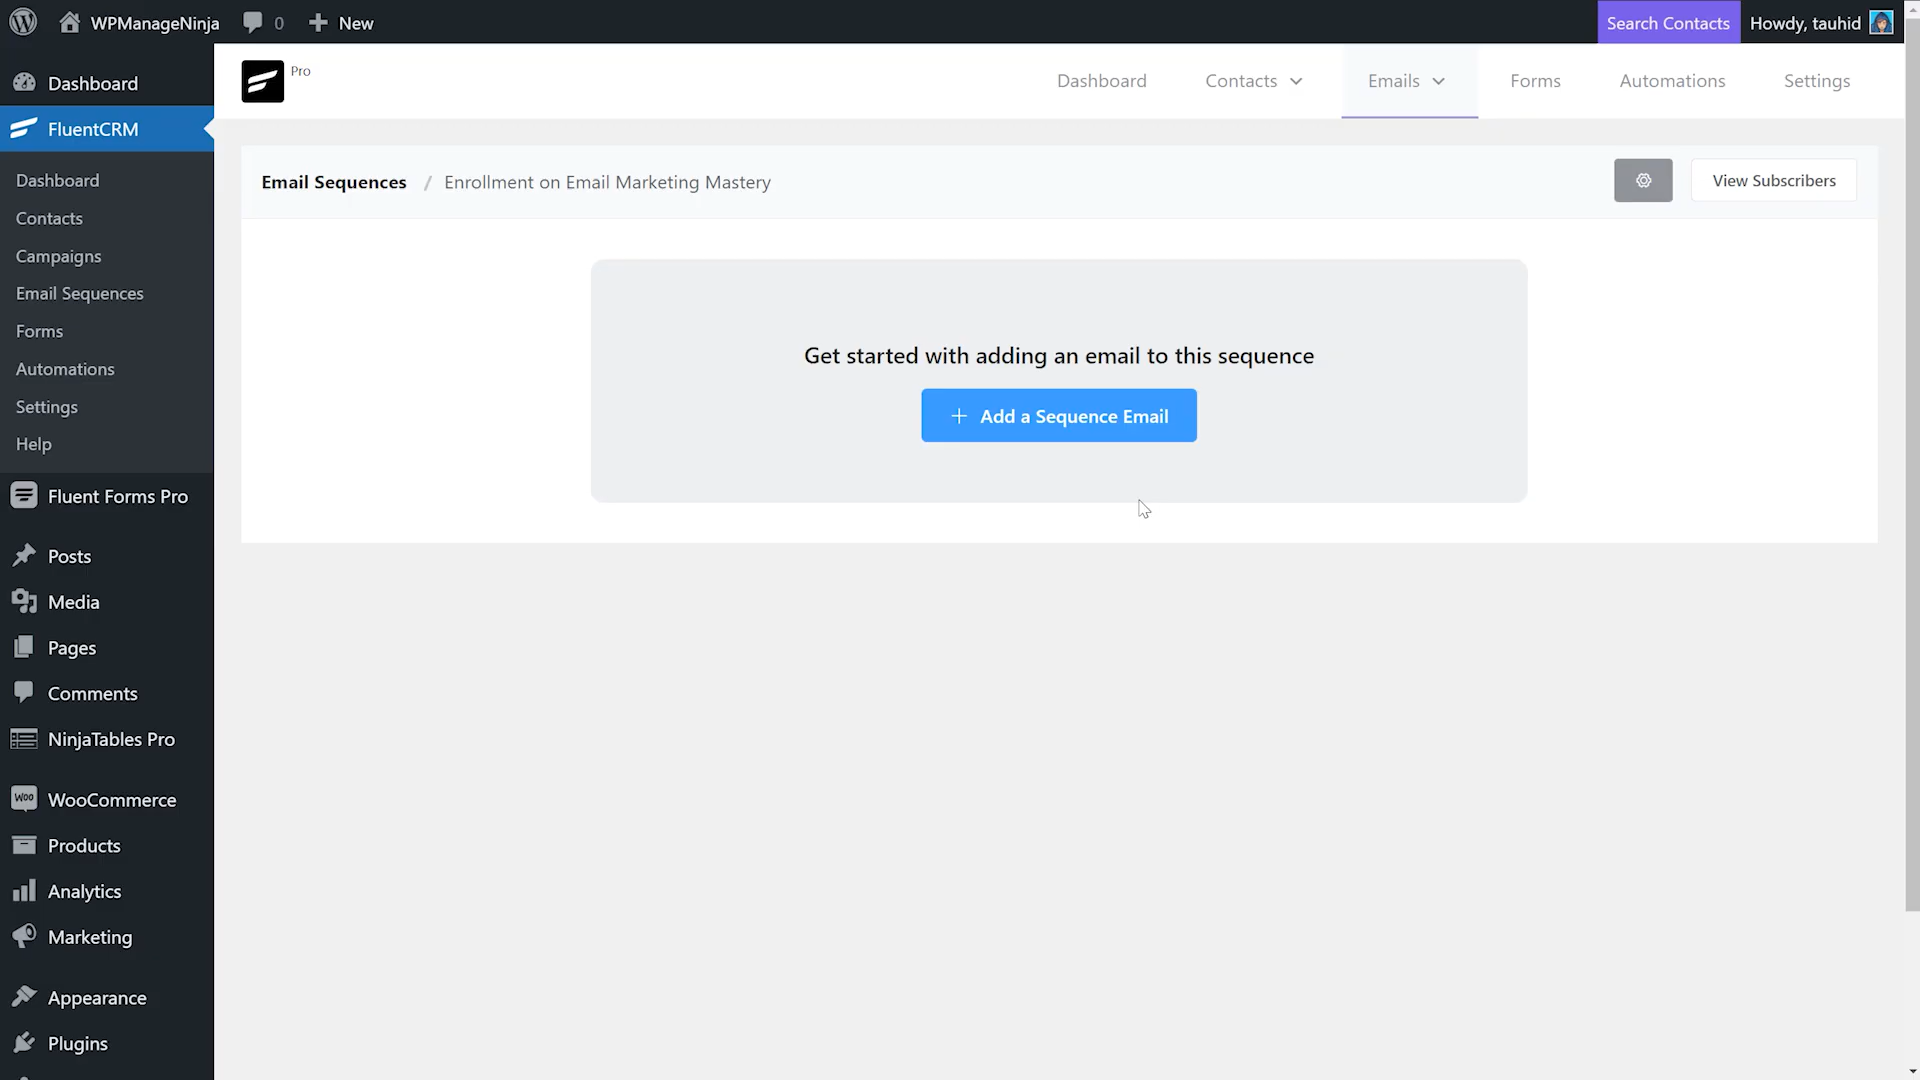 WPManageNinja 0 New Search Contacts Howdy, tauhid
Pro Dashboard Contacts Emails Forms Automations Settings
Dashboard
FluentCRM
Dashboard
Contacts
Campaigns
Email Sequences
Forms
Automations
Settings
Help
Fluent Forms Pro
Posts
Media
Pages
Comments
NinjaTables Pro
Woo WooCommerce
Products
Analytics
Marketing
Appearance
Plugins
Email Sequences / Enrollment on Email Marketing Mastery View Subscribers
Get started with adding an email to this sequence
+ Add a Sequence Email